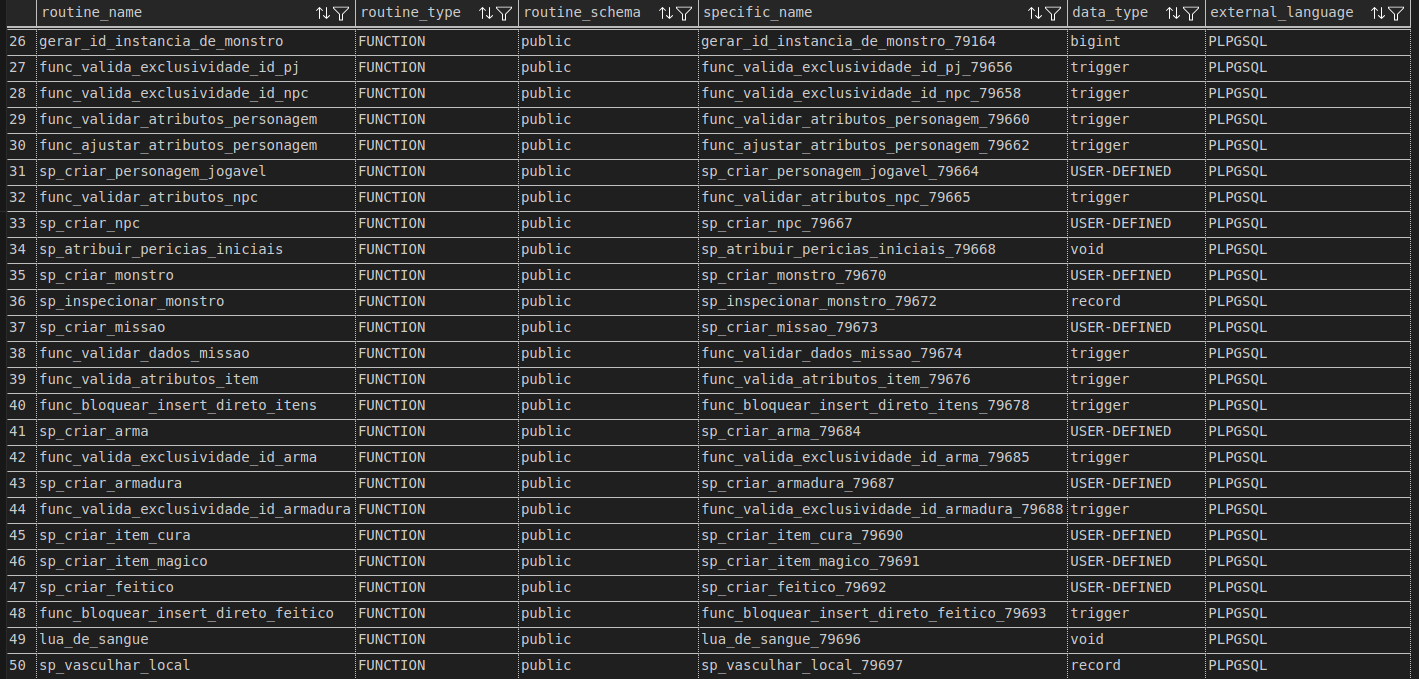 routine_name routine_type routine_schema specific_name data_type external_language
26 gerar_id_instancia_de_monstro FUNCTION public gerar_id_instancia_de_monstro_79164 bigint PLPGSQL
27 func_valida_exclusividade_id_pj FUNCTION public func_valida_exclusividade_id_pj_79656 trigger PLPGSQL
28 func_valida_exclusividade_id_npc FUNCTION public func_valida_exclusividade_id_npc_79658 trigger PLPGSQL
29 func_validar_atributos_personagem FUNCTION public func_validar_atributos_personagem_79660 trigger PLPGSQL
30 func_ajustar_atributos_personagem FUNCTION public func_ajustar_atributos_personagem_79662 trigger PLPGSQL
31 sp_criar_personagem_jogavel FUNCTION public sp_criar_personagem_jogavel_79664 USER-DEFINED PLPGSQL
32 func_validar_atributos_npc FUNCTION public func_validar_atributos_npc_79665 trigger PLPGSQL
33 sp_criar_npc FUNCTION public sp_criar_npc_79667 USER-DEFINED PLPGSQL
34 sp_atribuir_pericias_iniciais FUNCTION public sp_atribuir_pericias_iniciais_79668 void PLPGSQL
35 sp_criar_monstro FUNCTION public sp_criar_monstro_79670 USER-DEFINED PLPGSQL
36 sp_inspecionar_monstro FUNCTION public sp_inspecionar_monstro_79672 record PLPGSQL
37 sp_criar_missao FUNCTION public sp_criar_missao_79673 USER-DEFINED PLPGSQL
38 func_validar_dados_missao FUNCTION public func_validar_dados_missao_79674 trigger PLPGSQL
39 func_valida_atributos_item FUNCTION public func_valida_atributos_item_79676 trigger PLPGSQL
40 func_bloquear_insert_direto_itens FUNCTION public func_bloquear_insert_direto_itens_79678 trigger PLPGSQL
41 sp_criar_arma FUNCTION public sp_criar_arma_79684 USER-DEFINED PLPGSQL
42 func_valida_exclusividade_id_arma FUNCTION public func_valida_exclusividade_id_arma_79685 trigger PLPGSQL
43 sp_criar_armadura FUNCTION public sp_criar_armadura_79687 USER-DEFINED PLPGSQL
44 func_valida_exclusividade_id_armadura FUNCTION public func_valida_exclusividade_id_armadura_79688 trigger PLPGSQL
45 sp_criar_item_cura FUNCTION public sp_criar_item_cura_79690 USER-DEFINED PLPGSQL
46 sp_criar_item_magico FUNCTION public sp_criar_item_magico_79691 USER-DEFINED PLPGSQL
47 sp_criar_feitico FUNCTION public sp_criar_feitico_79692 USER-DEFINED PLPGSQL
48 func_bloquear_insert_direto_feitico FUNCTION public func_bloquear_insert_direto_feitico_79693 trigger PLPGSQL
49 lua_de_sangue FUNCTION public lua_de_sangue_79696 void PLPGSQL
50 sp_vasculhar_local FUNCTION public sp_vasculhar_local_79697 record PLPGSQL